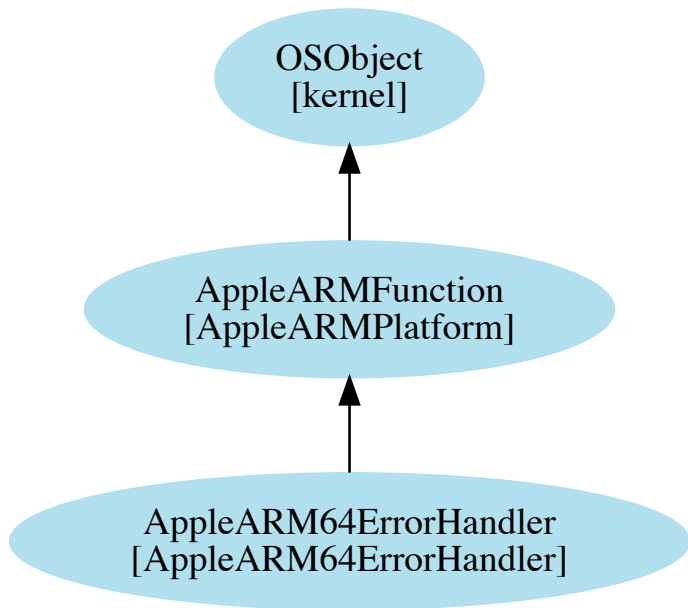 OSObject
[kernel]
AppleARMFunction
[AppleARMPlatform]
AppleARM64ErrorHandler
[AppleARM64ErrorHandler]